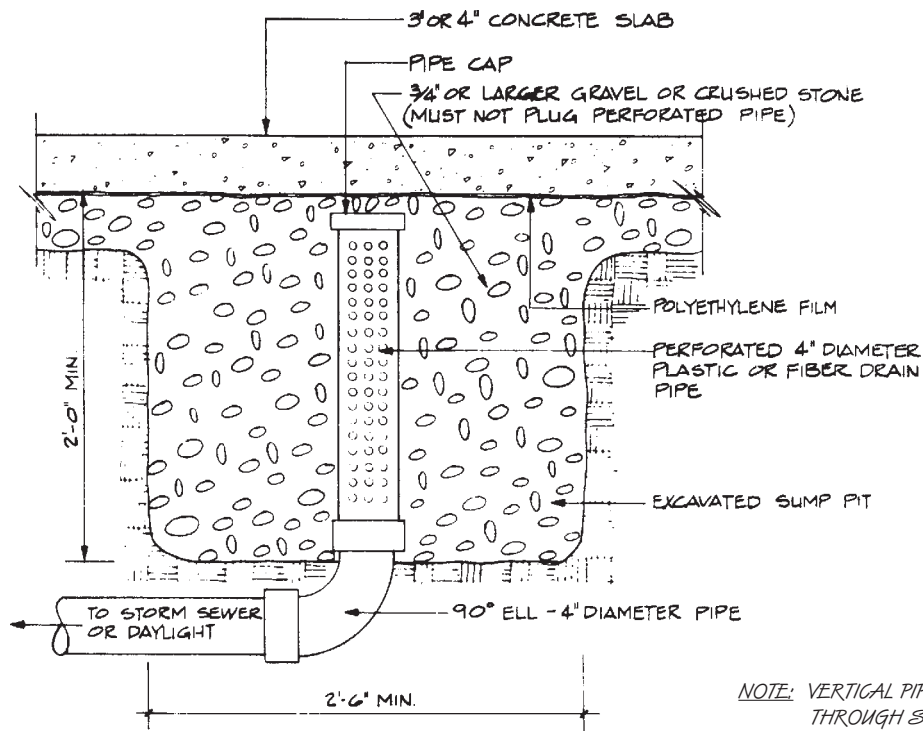 3" OR 4" CONCRETE SLAB
PIPE CAP
3/4" OR LARGER GRAVEL OR CRUSHED STONE
(MUST NOT PLUG PERFORATED PIPE)
POLYETHYLENE FILM
PERFORATED 4" DIAMETER
PLASTIC OR FIBER DRAIN
PIPE
2'-0" MIN
EXCAVATED SUMP PIT
90° ELL - 4" DIAMETER PIPE
TO STORM SEWER
OR DAYLIGHT
2'-6" MIN.
NOTE: VERTICAL
THROUGH